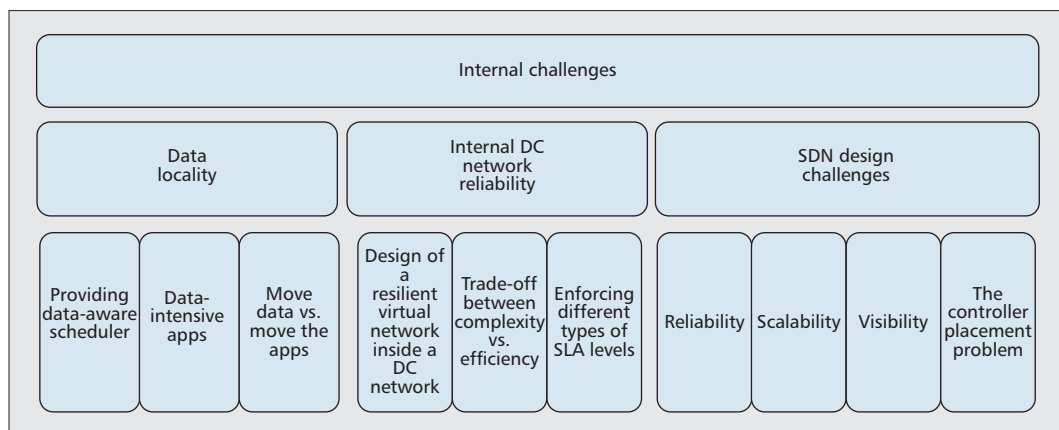 Internal challenges
Data
locality
Internal DC
network
reliability
SDN design
challenges
Providing
data-aware
scheduler
Data-
intensive
apps
Move
data vs.
move the
apps
Design of
a
resilient
virtual
network
inside a
DC
network
Trade-off
between
complexity
vs.
efficiency
Enforcing
different
types of
SLA levels
Reliability
Scalability
Visibility
The
controller
placement
problem